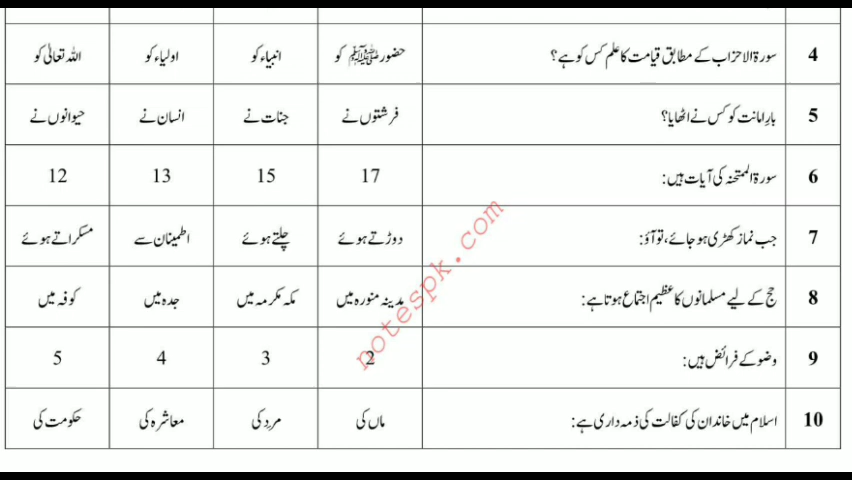 4 سورۃ الاحزاب کے مطابق قیامت کا علم کس کو ہے؟ حضور ﷺ کو انبیاء کو اولیاء کو اللہ تعالٰی کو
5 بارِ امانت کو کس نے اٹھایا؟ فرشتوں نے جنات نے انسان نے حیوانوں نے
6 سورۃ الممتحنہ کی آیات ہیں: 17 15 13 12
7 جب نماز کھڑی ہو جائے، تو آؤ: دوڑتے ہوئے چلتے ہوئے اطمینان سے مسکراتے ہوئے
8 حج کے لیے مسلمانوں کا عظیم اجتماع ہوتا ہے: مدینہ منورہ میں مکہ مکرمہ میں جدہ میں کوفہ میں
9 وضو کے فرائض ہیں: 2 3 4 5
10 اسلام میں خاندان کی کفالت کی ذمہ داری ہے: ماں کی مرد کی معاشرہ کی حکومت کی
notespk.com